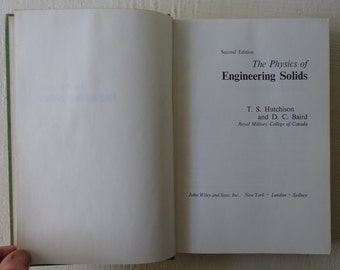 Second Edition
The Physics of
Engineering Solids
T. S. Hutchison
and D. C. Baird
Royal Military College of Canada
John Wiley and Sons, Inc. New York • London • Sydney